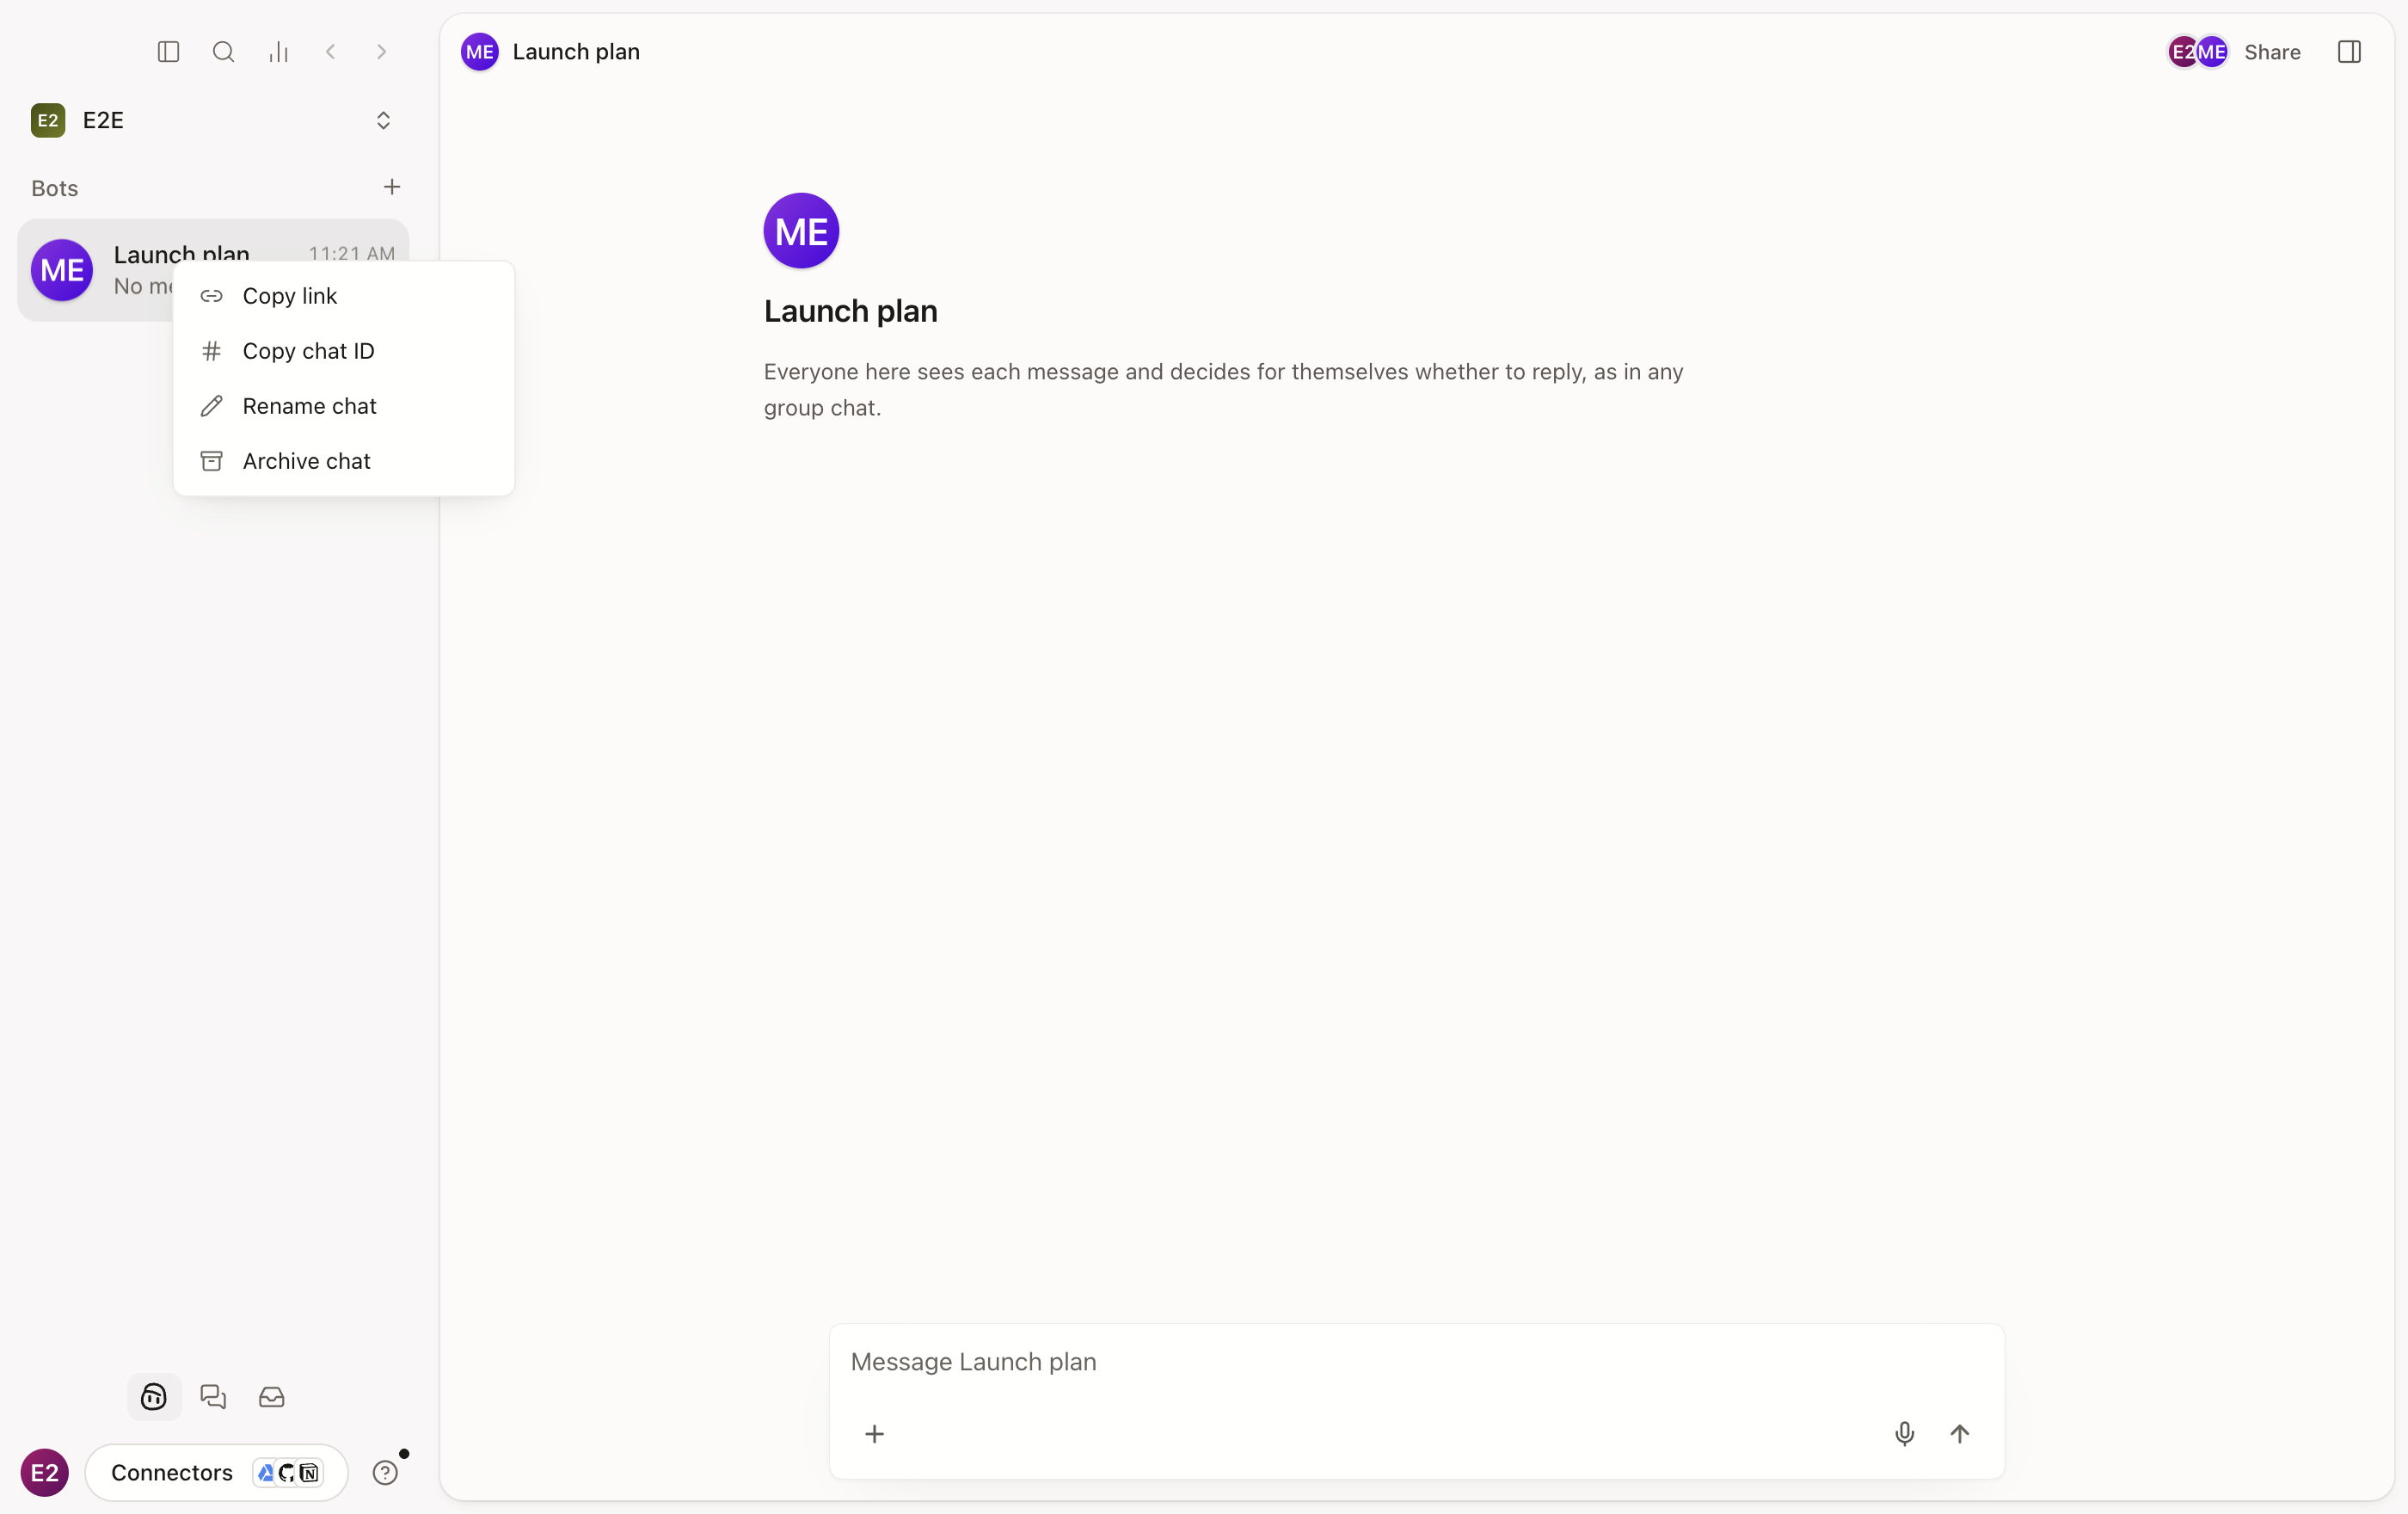 ME Launch plan
E2 ME Share
E2 E2E
Bots
ME Launch plan 11:21 AM
No me
Copy link
Copy chat ID
Rename chat
Archive chat
ME
Launch plan
Everyone here sees each message and decides for themselves whether to reply, as in any
group chat.
Message Launch plan
E2 Connectors